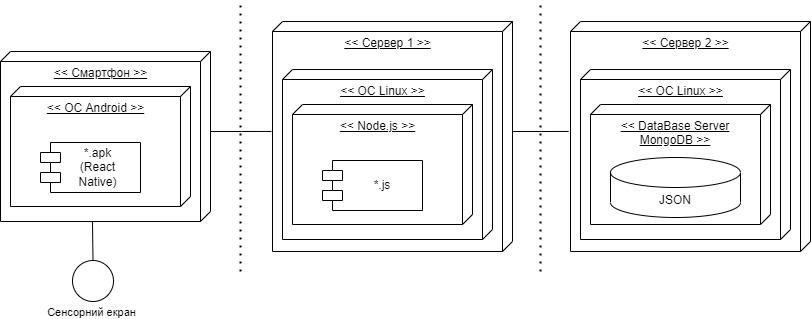 << Смартфон >>
<< ОС Android >>
*.apk
(React
Native)
Сенсорний екран
<< Сервер 1 >>
<< ОС Linux >>
<< Node.js >>
*.js
<< Сервер 2 >>
<< ОС Linux >>
<< DataBase Server
MongoDB >>
JSON